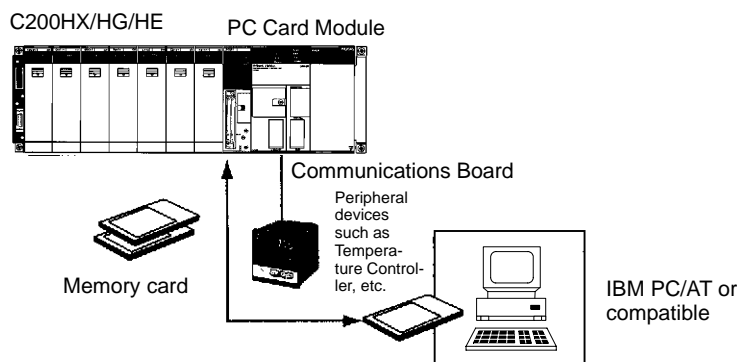 C200HX/HG/HE
PC Card Module
Communications Board
Peripheral
devices
such as
Tempera-
ture Control-
ler, etc.
Memory card
IBM PC/AT or
compatible